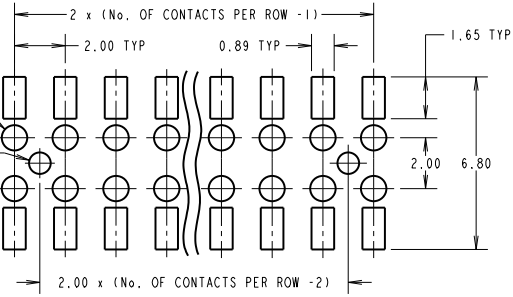 2 x (No. OF CONTACTS PER ROW -1)
2.00 TYP
0.89 TYP
1.65 TYP
2.00
6.80
2.00 x (No. OF CONTACTS PER ROW -2)